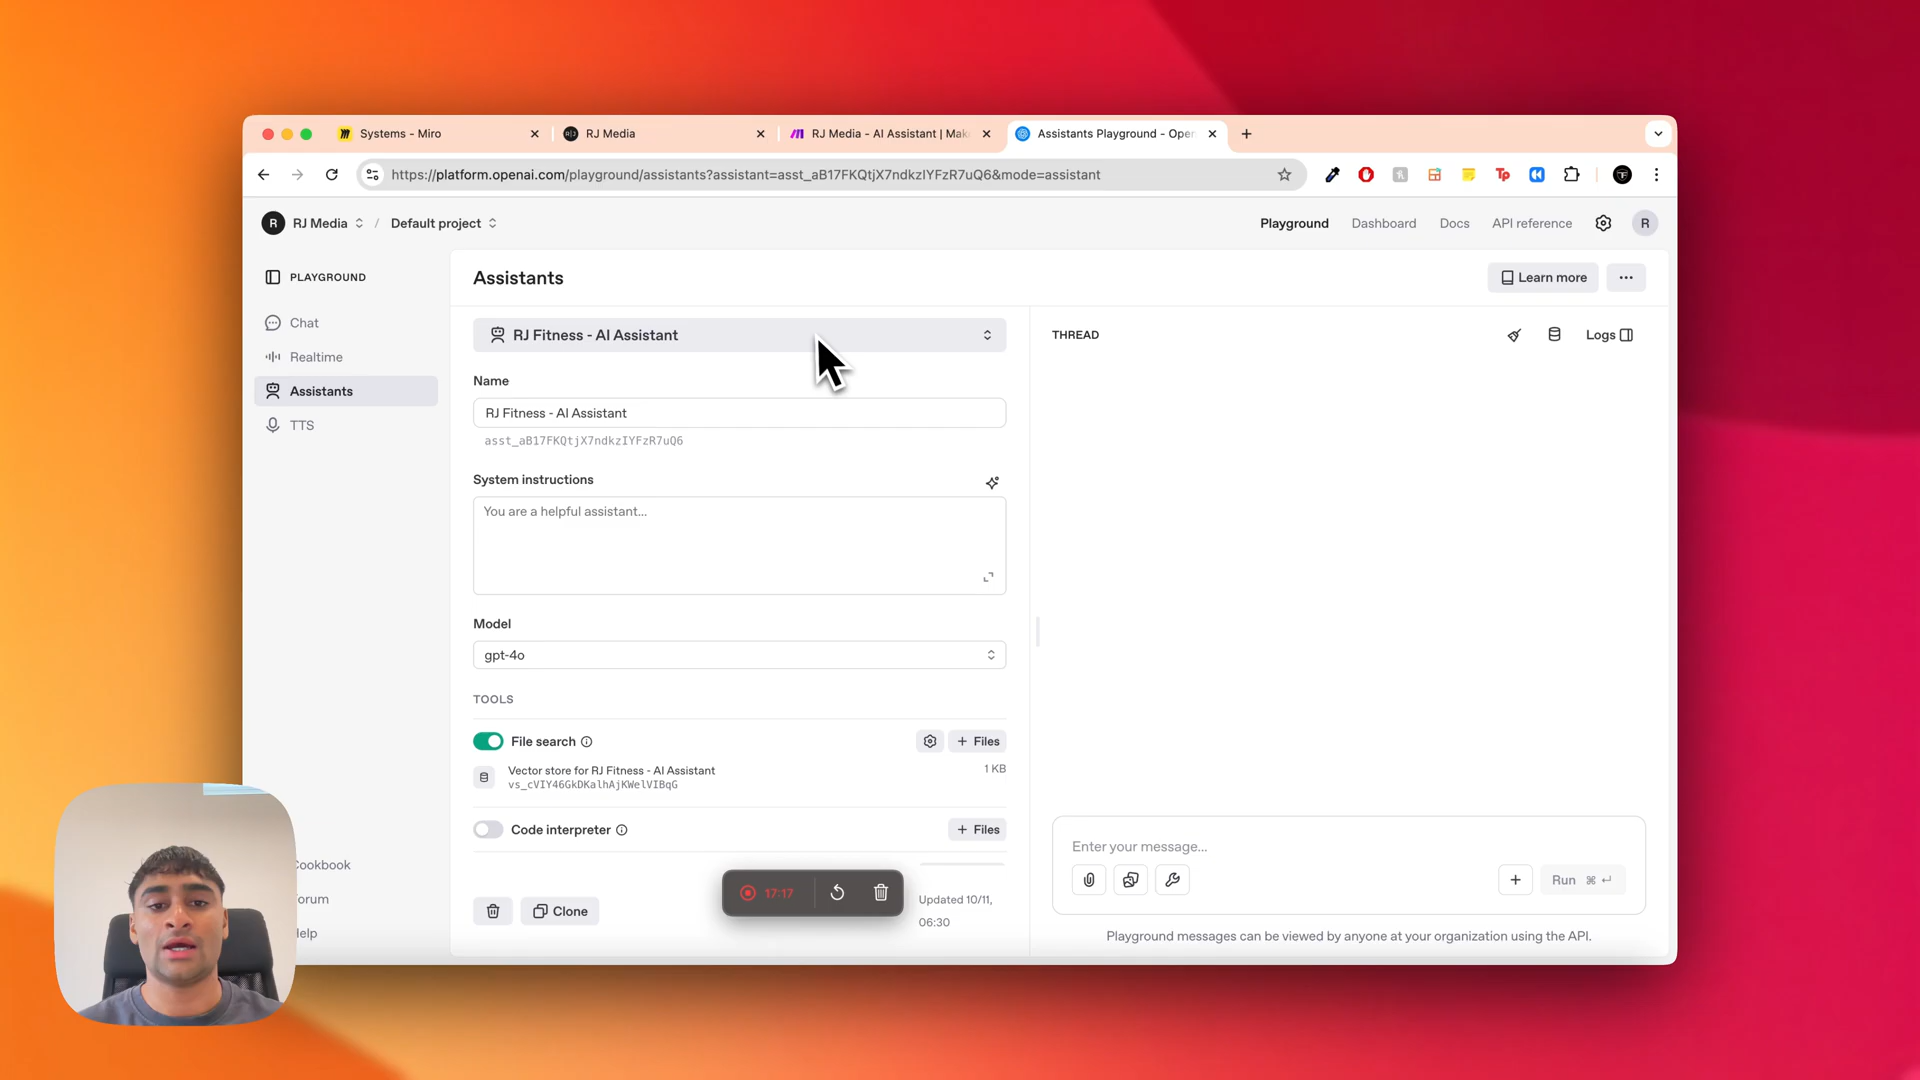 Systems - Miro
RJ Media
RJ Media - AI Assistant | Mak
Assistants Playground - Oper
https://platform.openai.com/playground/assistants?assistant=asst_aB17FKQtjX7ndkzIYFzR7uQ6&mode=assistant
R RJ Media / Default project
Playground Dashboard Docs API reference R
PLAYGROUND
Chat
Realtime
Assistants
TTS
Cookbook
orum
elp
Assistants
Learn more
RJ Fitness - AI Assistant
Name
RJ Fitness - AI Assistant
asst_aB17FKQtjX7ndkzIYFzR7uQ6
System instructions
You are a helpful assistant...
Model
gpt-4o
TOOLS
File search
+ Files
Vector store for RJ Fitness - AI Assistant
1 KB
vs_cVIY46GkDKalhAjKWelVIBqG
Code interpreter
+ Files
17:17
Clone
Updated 10/11,
06:30
THREAD
Logs
Enter your message...
Run ⌘ ↵
Playground messages can be viewed by anyone at your organization using the API.